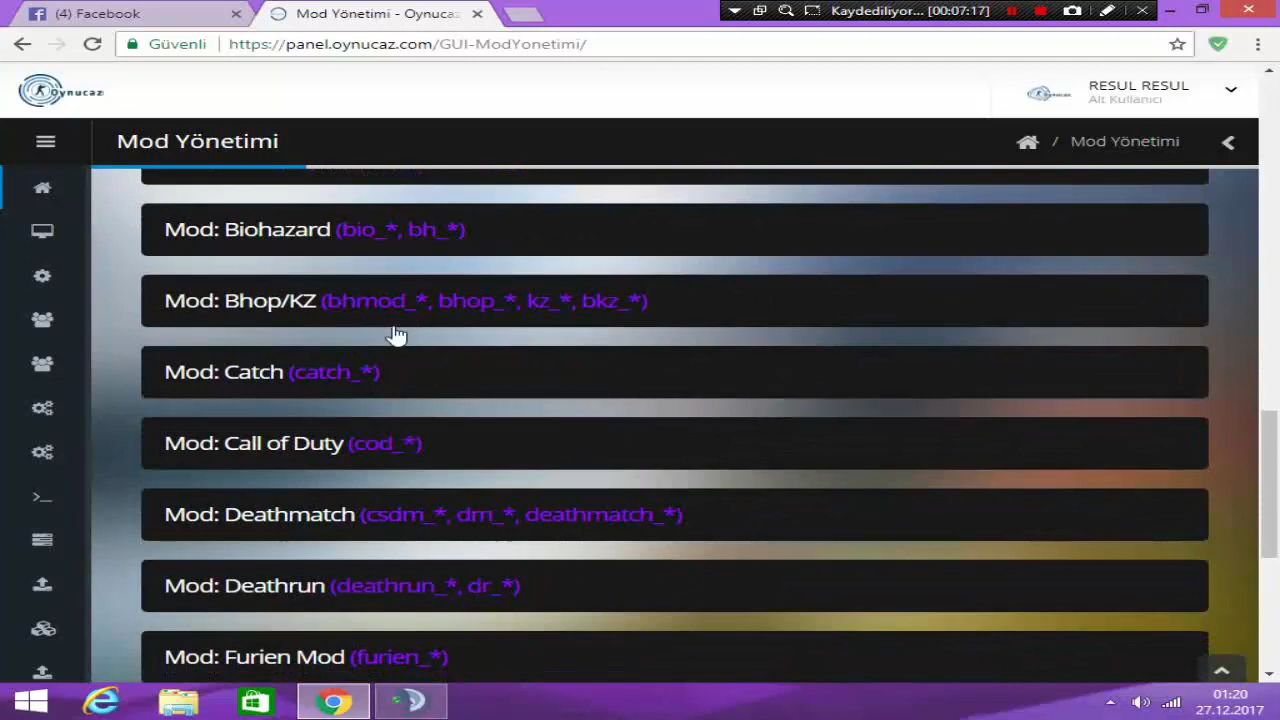 (4) Facebook
Mod Yönetimi - Oynucaz
Kaydediliyor... [00:07:17]
Güvenli
https://panel.oynucaz.com/GUI-ModYonetimi/
Oynucaz
RESUL RESUL
Alt Kullanıcı
Mod Yönetimi
/ Mod Yönetimi
Mod: Biohazard (bio_*, bh_*)
Mod: Bhop/KZ (bhmod_*, bhop_*, kz_*, bkz_*)
Mod: Catch (catch_*)
Mod: Call of Duty (cod_*)
Mod: Deathmatch (csdm_*, dm_*, deathmatch_*)
Mod: Deathrun (deathrun_*, dr_*)
Mod: Furien Mod (furien_*)
01:20
27.12.2017